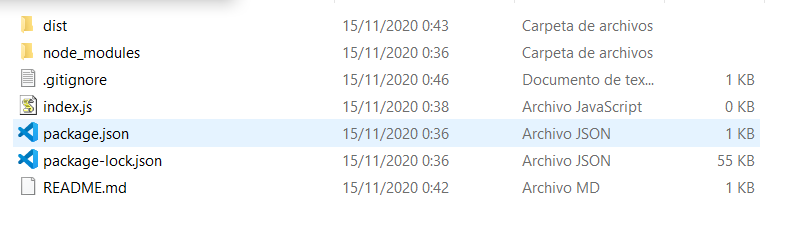 dist 15/11/2020 0:43 Carpeta de archivos
node_modules 15/11/2020 0:36 Carpeta de archivos
.gitignore 15/11/2020 0:46 Documento de tex... 1 KB
index.js 15/11/2020 0:38 Archivo JavaScript 0 KB
package.json 15/11/2020 0:36 Archivo JSON 1 KB
package-lock.json 15/11/2020 0:36 Archivo JSON 55 KB
README.md 15/11/2020 0:42 Archivo MD 1 KB